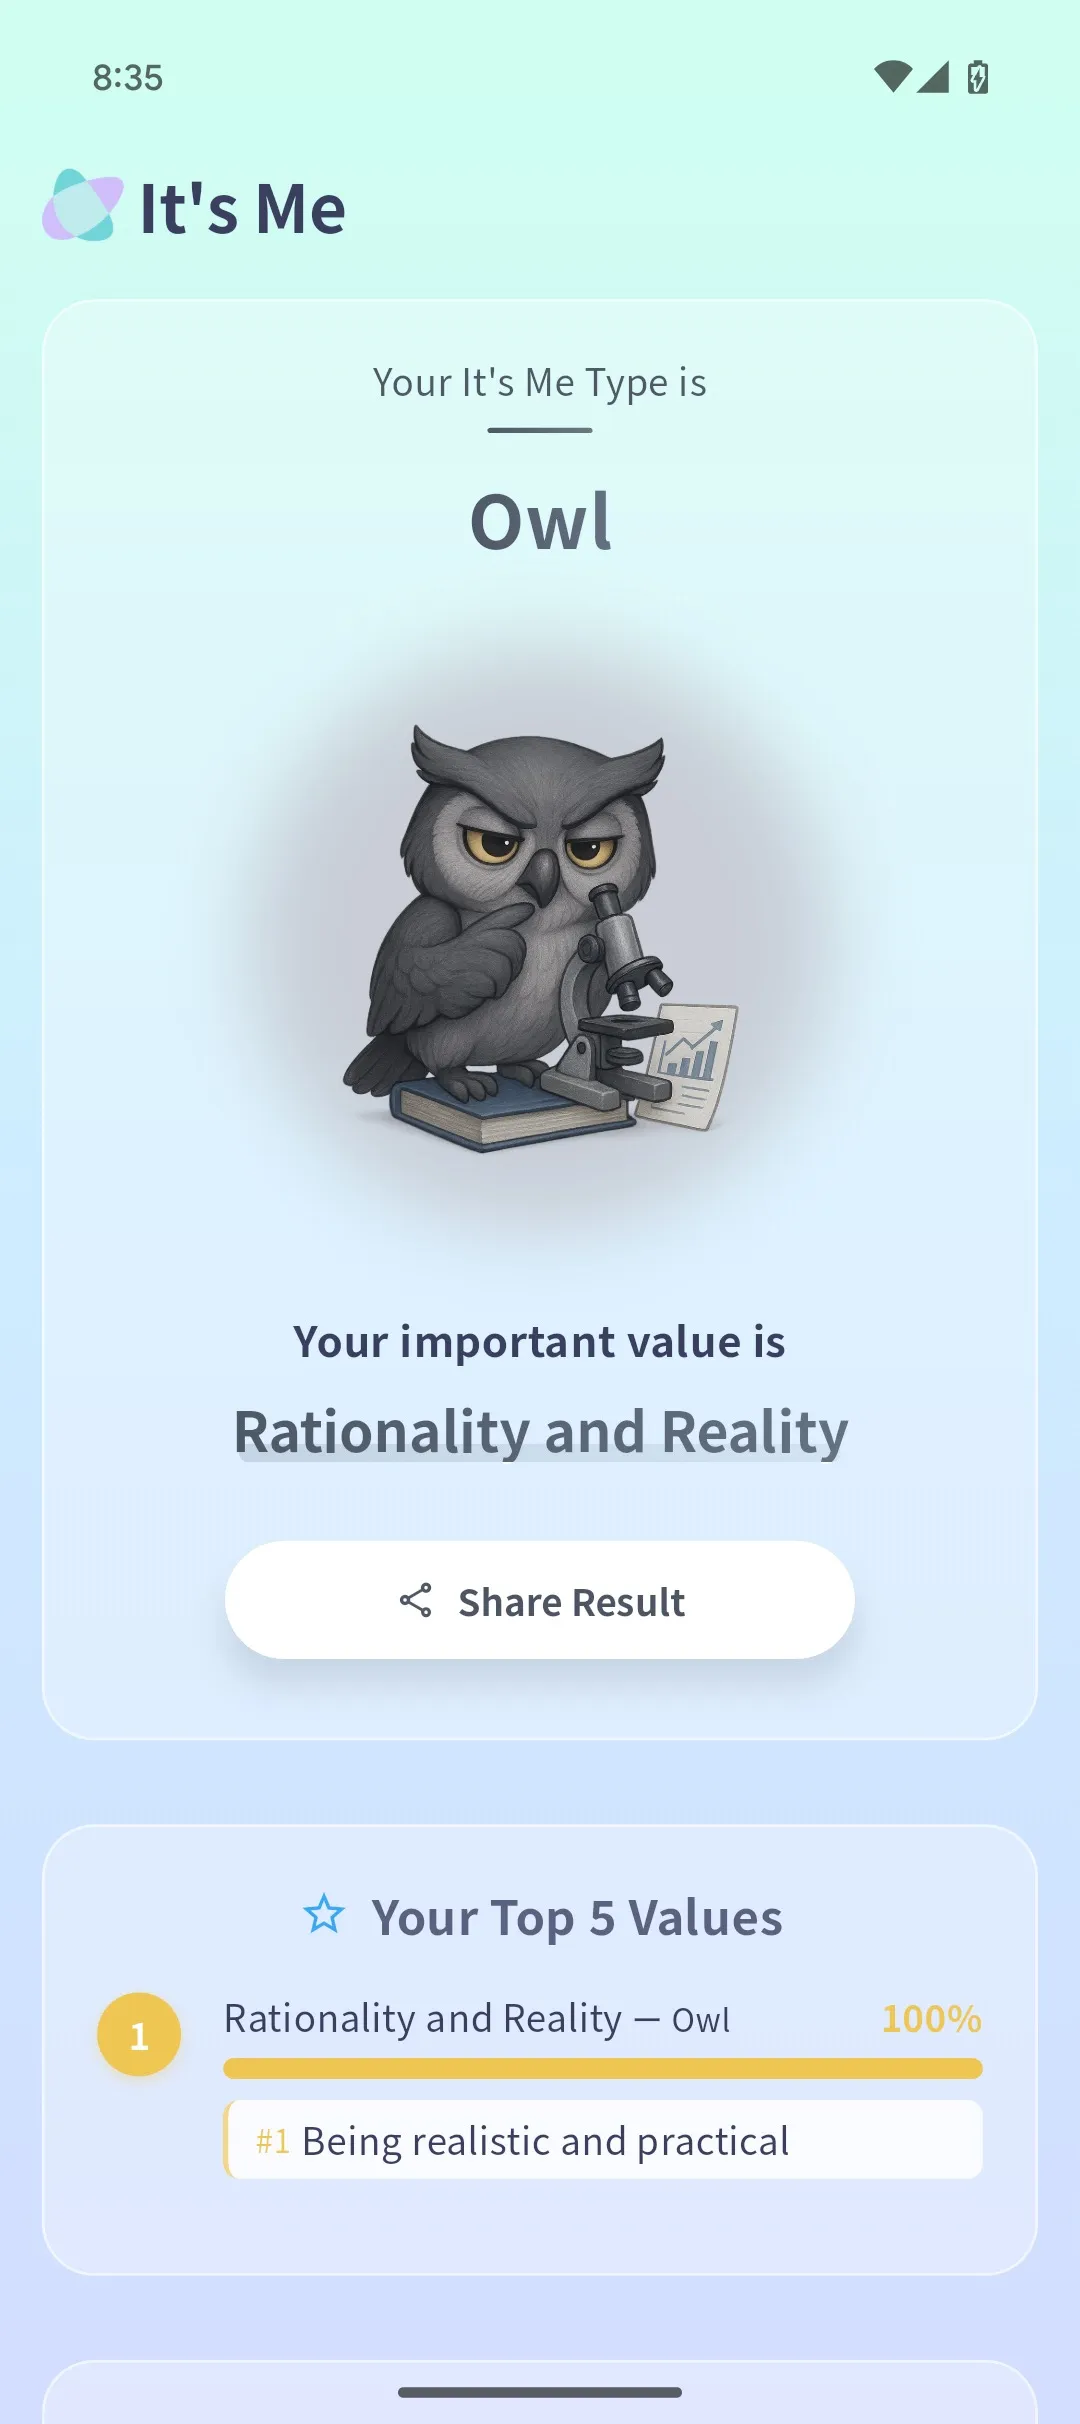 8:35
It's Me
Your It's Me Type is
Owl
Your important value is
Rationality and Reality
Share Result
Your Top 5 Values
1
Rationality and Reality — Owl
100%
#1 Being realistic and practical